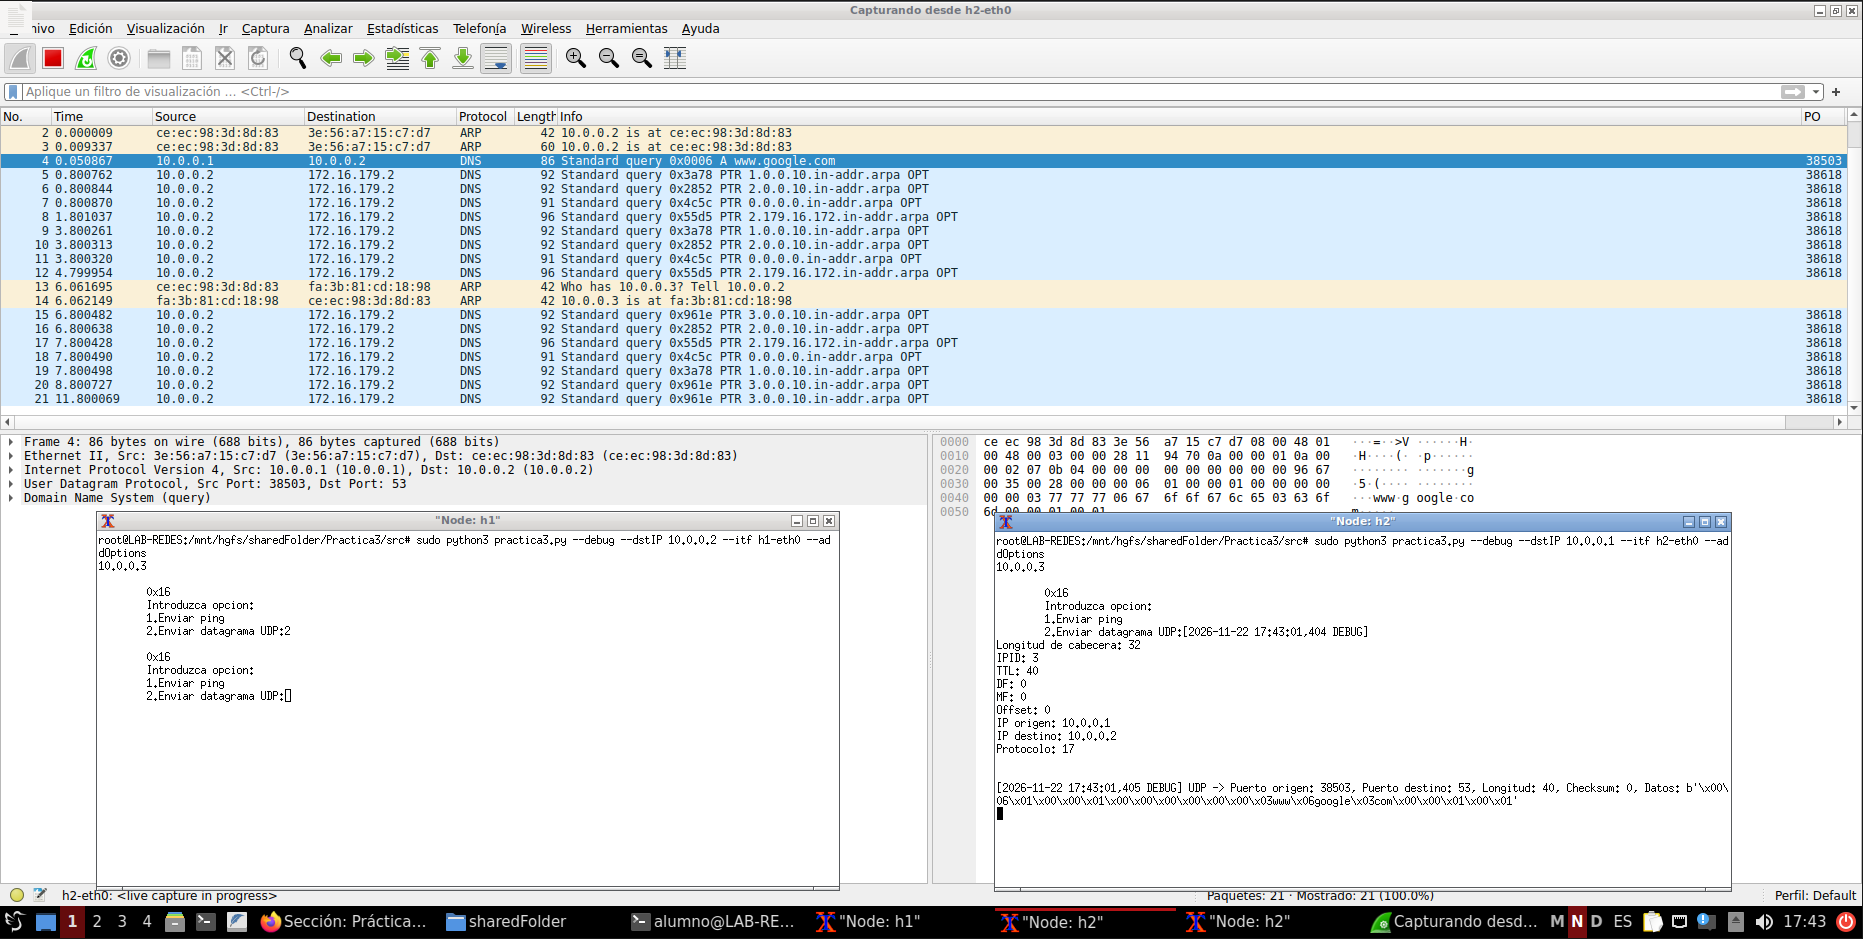 Capturando desde h2-eth0
hivo Edición Visualización Ir Captura Analizar Estadísticas Telefonía Wireless Herramientas Ayuda
Aplique un filtro de visualización … <Ctrl-/>
No. Time Source Destination Protocol Length Info PO
2 0.000009 ce:ec:98:3d:8d:83 3e:56:a7:15:c7:d7 ARP 42 10.0.0.2 is at ce:ec:98:3d:8d:83
3 0.009337 ce:ec:98:3d:8d:83 3e:56:a7:15:c7:d7 ARP 60 10.0.0.2 is at ce:ec:98:3d:8d:83
4 0.050867 10.0.0.1 10.0.0.2 DNS 86 Standard query 0x0006 A www.google.com 38503
5 0.800762 10.0.0.2 172.16.179.2 DNS 92 Standard query 0x3a78 PTR 1.0.0.10.in-addr.arpa OPT 38618
6 0.800844 10.0.0.2 172.16.179.2 DNS 92 Standard query 0x2852 PTR 2.0.0.10.in-addr.arpa OPT 38618
7 0.800870 10.0.0.2 172.16.179.2 DNS 91 Standard query 0x4c5c PTR 0.0.0.0.in-addr.arpa OPT 38618
8 1.801037 10.0.0.2 172.16.179.2 DNS 96 Standard query 0x55d5 PTR 2.179.16.172.in-addr.arpa OPT 38618
9 3.800261 10.0.0.2 172.16.179.2 DNS 92 Standard query 0x3a78 PTR 1.0.0.10.in-addr.arpa OPT 38618
10 3.800313 10.0.0.2 172.16.179.2 DNS 92 Standard query 0x2852 PTR 2.0.0.10.in-addr.arpa OPT 38618
11 3.800320 10.0.0.2 172.16.179.2 DNS 91 Standard query 0x4c5c PTR 0.0.0.0.in-addr.arpa OPT 38618
12 4.799954 10.0.0.2 172.16.179.2 DNS 96 Standard query 0x55d5 PTR 2.179.16.172.in-addr.arpa OPT 38618
13 6.061695 ce:ec:98:3d:8d:83 fa:3b:81:cd:18:98 ARP 42 Who has 10.0.0.3? Tell 10.0.0.2
14 6.062149 fa:3b:81:cd:18:98 ce:ec:98:3d:8d:83 ARP 42 10.0.0.3 is at fa:3b:81:cd:18:98
15 6.800482 10.0.0.2 172.16.179.2 DNS 92 Standard query 0x961e PTR 3.0.0.10.in-addr.arpa OPT 38618
16 6.800638 10.0.0.2 172.16.179.2 DNS 92 Standard query 0x2852 PTR 2.0.0.10.in-addr.arpa OPT 38618
17 7.800428 10.0.0.2 172.16.179.2 DNS 96 Standard query 0x55d5 PTR 2.179.16.172.in-addr.arpa OPT 38618
18 7.800490 10.0.0.2 172.16.179.2 DNS 91 Standard query 0x4c5c PTR 0.0.0.0.in-addr.arpa OPT 38618
19 7.800498 10.0.0.2 172.16.179.2 DNS 92 Standard query 0x3a78 PTR 1.0.0.10.in-addr.arpa OPT 38618
20 8.800727 10.0.0.2 172.16.179.2 DNS 92 Standard query 0x961e PTR 3.0.0.10.in-addr.arpa OPT 38618
21 11.800069 10.0.0.2 172.16.179.2 DNS 92 Standard query 0x961e PTR 3.0.0.10.in-addr.arpa OPT 38618
Frame 4: 86 bytes on wire (688 bits), 86 bytes captured (688 bits)
Ethernet II, Src: 3e:56:a7:15:c7:d7 (3e:56:a7:15:c7:d7), Dst: ce:ec:98:3d:8d:83 (ce:ec:98:3d:8d:83)
Internet Protocol Version 4, Src: 10.0.0.1 (10.0.0.1), Dst: 10.0.0.2 (10.0.0.2)
User Datagram Protocol, Src Port: 38503, Dst Port: 53
Domain Name System (query)
0000 ce ec 98 3d 8d 83 3e 56 a7 15 c7 d7 08 00 48 01 ···=··>V ······H·
0010 00 48 00 03 00 00 28 11 94 70 0a 00 00 01 0a 00 ·H····(· ·p······
0020 00 02 07 0b 04 00 00 00 00 00 00 00 00 00 96 67 ········ ·······g
0030 00 35 00 28 00 00 00 06 01 00 00 01 00 00 00 00 ·5·(···· ········
0040 00 00 03 77 77 77 06 67 6f 6f 67 6c 65 03 63 6f ···www·g oogle·co
0050 6d 00 00 01 00 01 m·····
"Node: h1"
root@LAB-REDES:/mnt/hgfs/sharedFolder/Practica3/src# sudo python3 practica3.py --debug --dstIP 10.0.0.2 --itf h1-eth0 --ad
dOptions
10.0.0.3
0x16
Introduzca opcion:
1.Enviar ping
2.Enviar datagrama UDP:2
0x16
Introduzca opcion:
1.Enviar ping
2.Enviar datagrama UDP:
"Node: h2"
root@LAB-REDES:/mnt/hgfs/sharedFolder/Practica3/src# sudo python3 practica3.py --debug --dstIP 10.0.0.1 --itf h2-eth0 --ad
dOptions
10.0.0.3
0x16
Introduzca opcion:
1.Enviar ping
2.Enviar datagrama UDP:[2026-11-22 17:43:01,404 DEBUG]
Longitud de cabecera: 32
IPID: 3
TTL: 40
DF: 0
MF: 0
Offset: 0
IP origen: 10.0.0.1
IP destino: 10.0.0.2
Protocolo: 17
[2026-11-22 17:43:01,405 DEBUG] UDP -> Puerto origen: 38503, Puerto destino: 53, Longitud: 40, Checksum: 0, Datos: b'\x00\
06\x01\x00\x00\x01\x00\x00\x00\x00\x00\x00\x03www\x06google\x03com\x00\x00\x01\x00\x01'
h2-eth0: <live capture in progress> Paquetes: 21 · Mostrado: 21 (100.0%) Perfil: Default
1 2 3 4 Sección: Práctica... sharedFolder alumno@LAB-RE... "Node: h1" "Node: h2" "Node: h2" Capturando desd... M N D ES 17:43